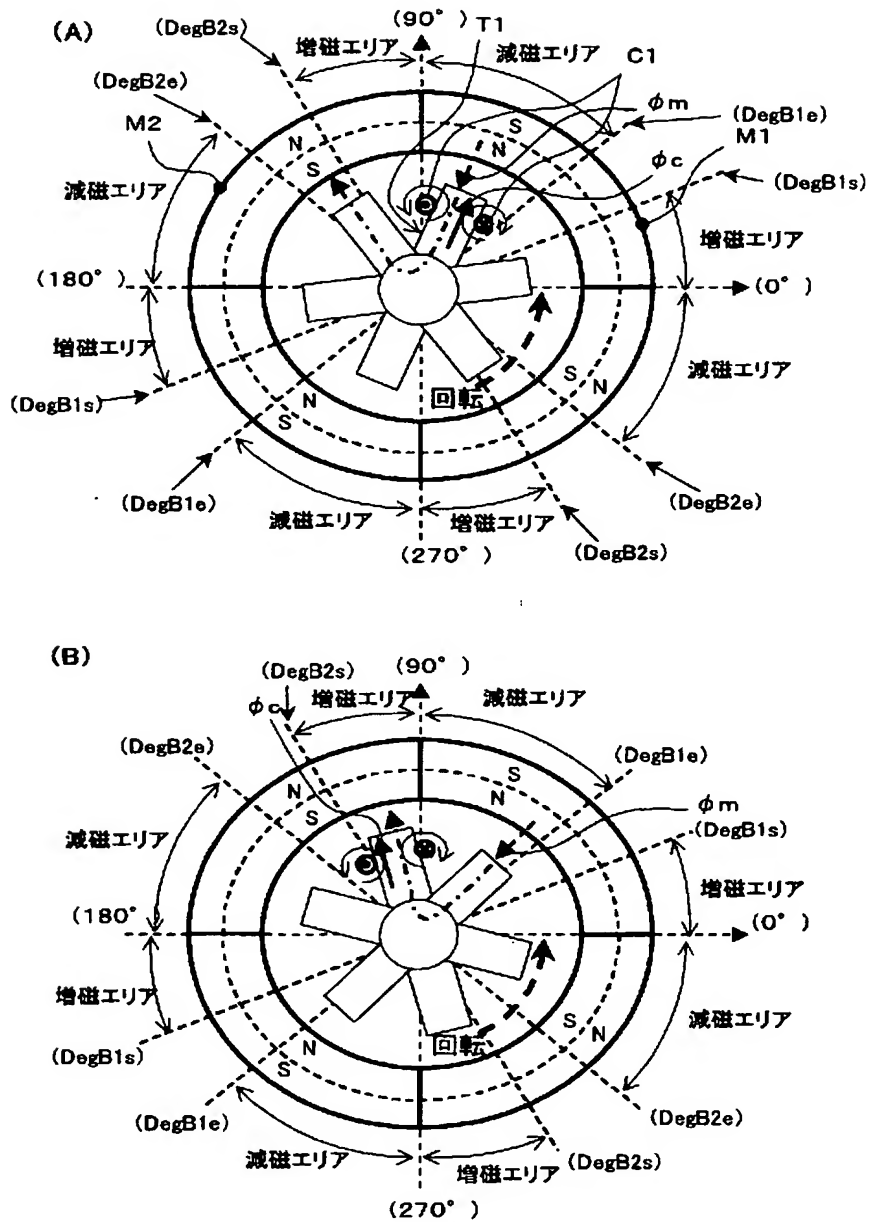 (A)
(90°)
T1
(DegB2s)
増磁エリア
減磁エリア
C1
(DegB2e)
φm
(DegB1e)
M2
M1
S
N
N
S
φc
(DegB1s)
減磁エリア
増磁エリア
(180°)
(0°)
増磁エリア
減磁エリア
S
N
N
S
回転
(DegB1s)
(DegB1e)
(DegB2e)
減磁エリア
増磁エリア
(DegB2s)
(270°)
(B)
(DegB2s)
(90°)
φc
増磁エリア
減磁エリア
(DegB2e)
(DegB1e)
S
N
N
S
φm
(DegB1s)
減磁エリア
増磁エリア
(180°)
(0°)
増磁エリア
減磁エリア
S
N
N
S
回転
(DegB1s)
(DegB1e)
(DegB2e)
減磁エリア
増磁エリア
(DegB2s)
(270°)